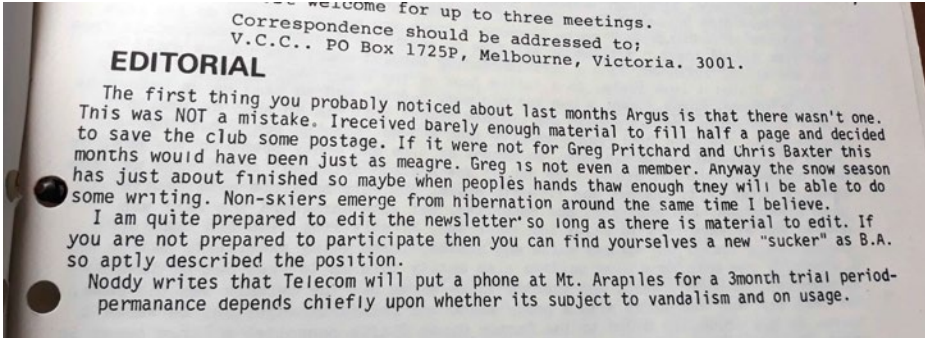 welcome for up to three meetings.
Correspondence should be addressed to;
V.C.C.. PO Box 1725P, Melbourne, Victoria. 3001.
EDITORIAL
The first thing you probably noticed about last months Argus is that there wasn't one.
This was NOT a mistake. Ireceived barely enough material to fill half a page and decided
to save the club some postage. If it were not for Greg Pritchard and Chris Baxter this
months would have been just as meagre. Greg is not even a member. Anyway the snow season
has just about finished so maybe when peoples hands thaw enough they will be able to do
some writing. Non-skiers emerge from hibernation around the same time I believe.
I am quite prepared to edit the newsletter so long as there is material to edit. If
you are not prepared to participate then you can find yourselves a new "sucker" as B.A.
so aptly described the position.
Noddy writes that Telecom will put a phone at Mt. Arapiles for a 3month trial period-
permanance depends chiefly upon whether its subject to vandalism and on usage.